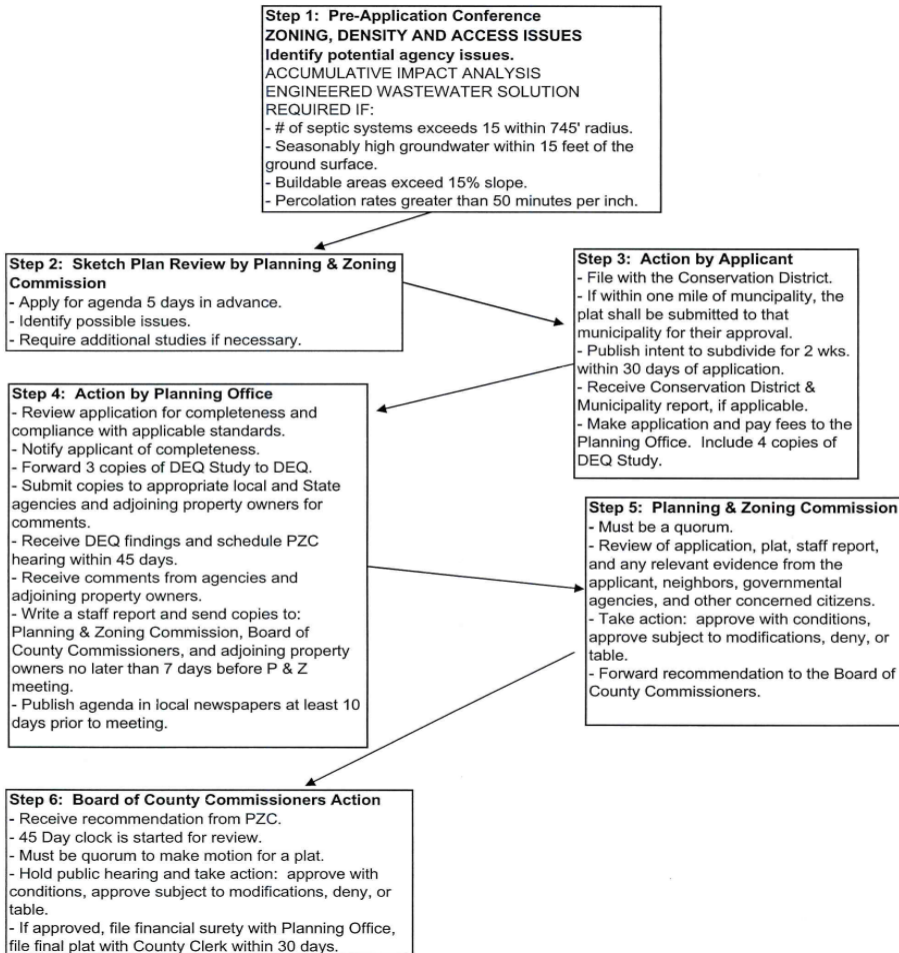 Step 1: Pre-Application Conference
ZONING, DENSITY AND ACCESS ISSUES
Identify potential agency issues.
ACCUMULATIVE IMPACT ANALYSIS
ENGINEERED WASTEWATER SOLUTION
REQUIRED IF:
- # of septic systems exceeds 15 within 745' radius.
- Seasonably high groundwater within 15 feet of the
ground surface.
- Buildable areas exceed 15% slope.
- Percolation rates greater than 50 minutes per inch.
Step 2: Sketch Plan Review by Planning & Zoning
Commission
- Apply for agenda 5 days in advance.
- Identify possible issues.
- Require additional studies if necessary.
Step 3: Action by Applicant
- File with the Conservation District.
- If within one mile of muncipality, the
plat shall be submitted to that
municipality for their approval.
- Publish intent to subdivide for 2 wks.
within 30 days of application.
- Receive Conservation District &
Municipality report, if applicable.
- Make application and pay fees to the
Planning Office. Include 4 copies of
DEQ Study.
Step 4: Action by Planning Office
- Review application for completeness and
compliance with applicable standards.
- Notify applicant of completeness.
- Forward 3 copies of DEQ Study to DEQ.
- Submit copies to appropriate local and State
agencies and adjoining property owners for
comments.
- Receive DEQ findings and schedule PZC
hearing within 45 days.
- Receive comments from agencies and
adjoining property owners.
- Write a staff report and send copies to:
Planning & Zoning Commission, Board of
County Commissioners, and adjoining property
owners no later than 7 days before P & Z
meeting.
- Publish agenda in local newspapers at least 10
days prior to meeting.
Step 5: Planning & Zoning Commission
- Must be a quorum.
- Review of application, plat, staff report,
and any relevant evidence from the
applicant, neighbors, governmental
agencies, and other concerned citizens.
- Take action: approve with conditions,
approve subject to modifications, deny, or
table.
- Forward recommendation to the Board of
County Commissioners.
Step 6: Board of County Commissioners Action
- Receive recommendation from PZC.
- 45 Day clock is started for review.
- Must be quorum to make motion for a plat.
- Hold public hearing and take action: approve with
conditions, approve subject to modifications, deny, or
table.
- If approved, file financial surety with Planning Office,
file final plat with County Clerk within 30 days.